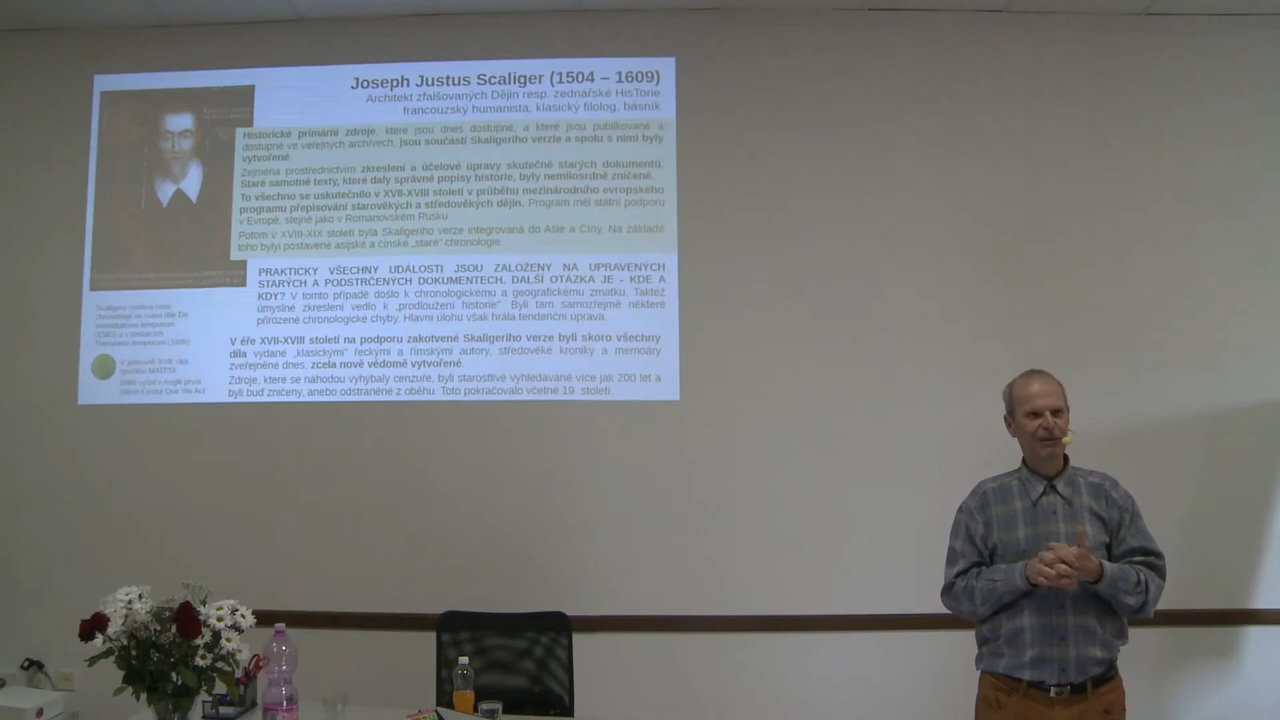 Joseph Justus Scaliger (1504 – 1609)
Architekt zfalšovaných Dějin resp. zednářské HisTorie
francouzský humanista, klasický filolog, básník
Historické primární zdroje, které jsou dnes dostupné, a které jsou publikované a
dostupné ve veřejných archivech, jsou součástí Skaligeriho verzie a spolu s nimi byly
vytvořené
Zejména prostřednictvím zkreslení a účelové úpravy skutečně starých dokumentů.
Staré samotné texty, které daly správné popisy historie, byly nemilosrdně zničené.
To všechno se uskutečnilo v XVII-XVIII století v průběhu mezinárodního evropského
programu přepisování starověkých a středověkých dějin. Program měl státní podporu
v Evropě, stejně jako v Romanovském Rusku
Potom v XVIII-XIX století byla Skaligeriho verze integrovaná do Asie a Číny. Na základě
toho byly postavené asijské a čínské „staré" chronologie
PRAKTICKY VŠECHNY UDÁLOSTI JSOU ZALOŽENY NA UPRAVENÝCH
STARÝCH A PODSTRČENÝCH DOKUMENTECH. DALŠÍ OTÁZKA JE - KDE A
KDY? V tomto případě došlo k chronologickému a geografickému zmatku. Taktéž
úmyslné zkreslení vedlo k „prodloužení historie" Byli tam samozřejmě některé
přirozené chronologické chyby. Hlavní úlohu však hrála tendenční úprava.
V éře XVII-XVIII století na podporu zakotvené Skaligeriho verze byli skoro všechny
díla vydané „klasickými" řeckými a římskými autory, středověké kroniky a memoáry
zveřejněné dnes, zcela nově vědomě vytvořené.
Zdroje, které se náhodou vyhýbaly cenzuře, byli starostlivě vyhledávané více jak 200 let a
byli buď zničeny, anebo odstraněné z oběhu. Toto pokračovalo včetně 19. století.